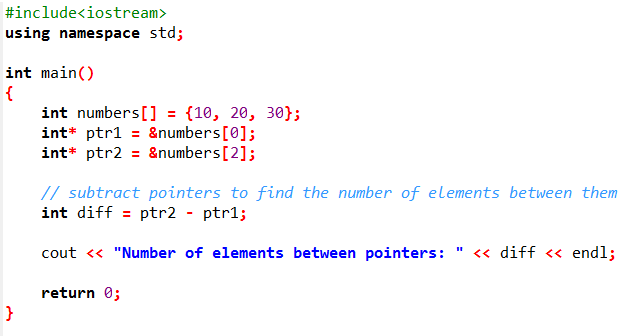 #include<iostream>
using namespace std;
int main()
{
    int numbers[] = {10, 20, 30};
    int* ptr1 = &numbers[0];
    int* ptr2 = &numbers[2];
    // subtract pointers to find the number of elements between them
    int diff = ptr2 - ptr1;
    cout << "Number of elements between pointers: " << diff << endl;
    return 0;
}